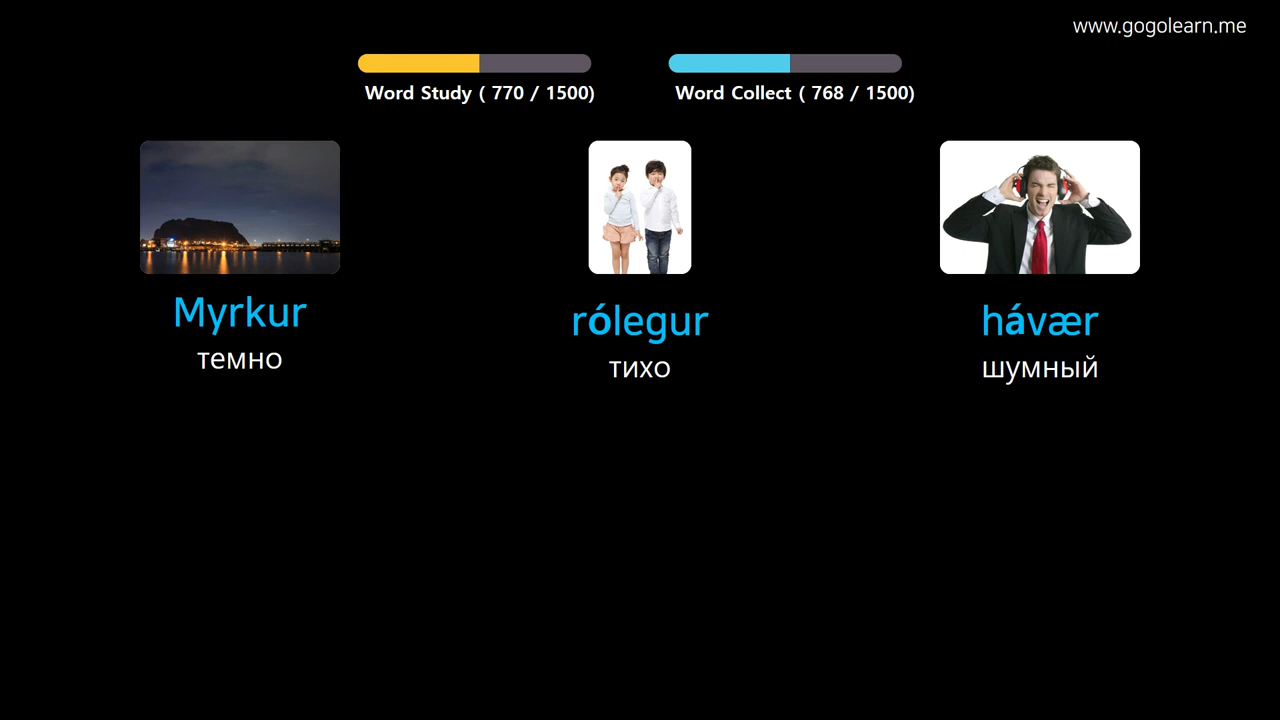 www.gogolearn.me
Word Study ( 770 / 1500)
Word Collect ( 768 / 1500)
Myrkur
темно
rólegur
тихо
hávær
шумный